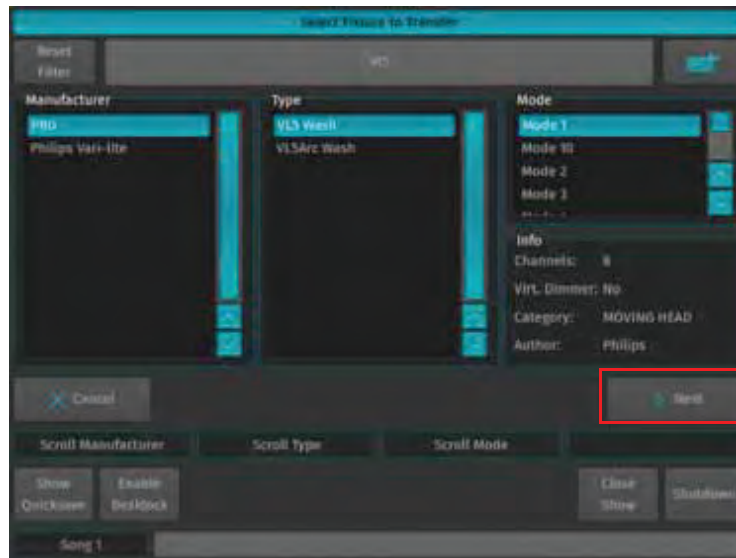 Select Fixture to Transfer
Reset
Filter
vl5
Manufacturer
PRO
Philips Vari-lite
Type
VL5 Wash
VL5Arc Wash
Mode
Mode 1
Mode 10
Mode 2
Mode 3
Info
Channels: 8
Virt. Dimmer: No
Category: MOVING HEAD
Author: Philips
Cancel
Next
Scroll Manufacturer
Scroll Type
Scroll Mode
Show
Quicksave
Enable
Desklock
Close
Show
Shutdown
Song 1